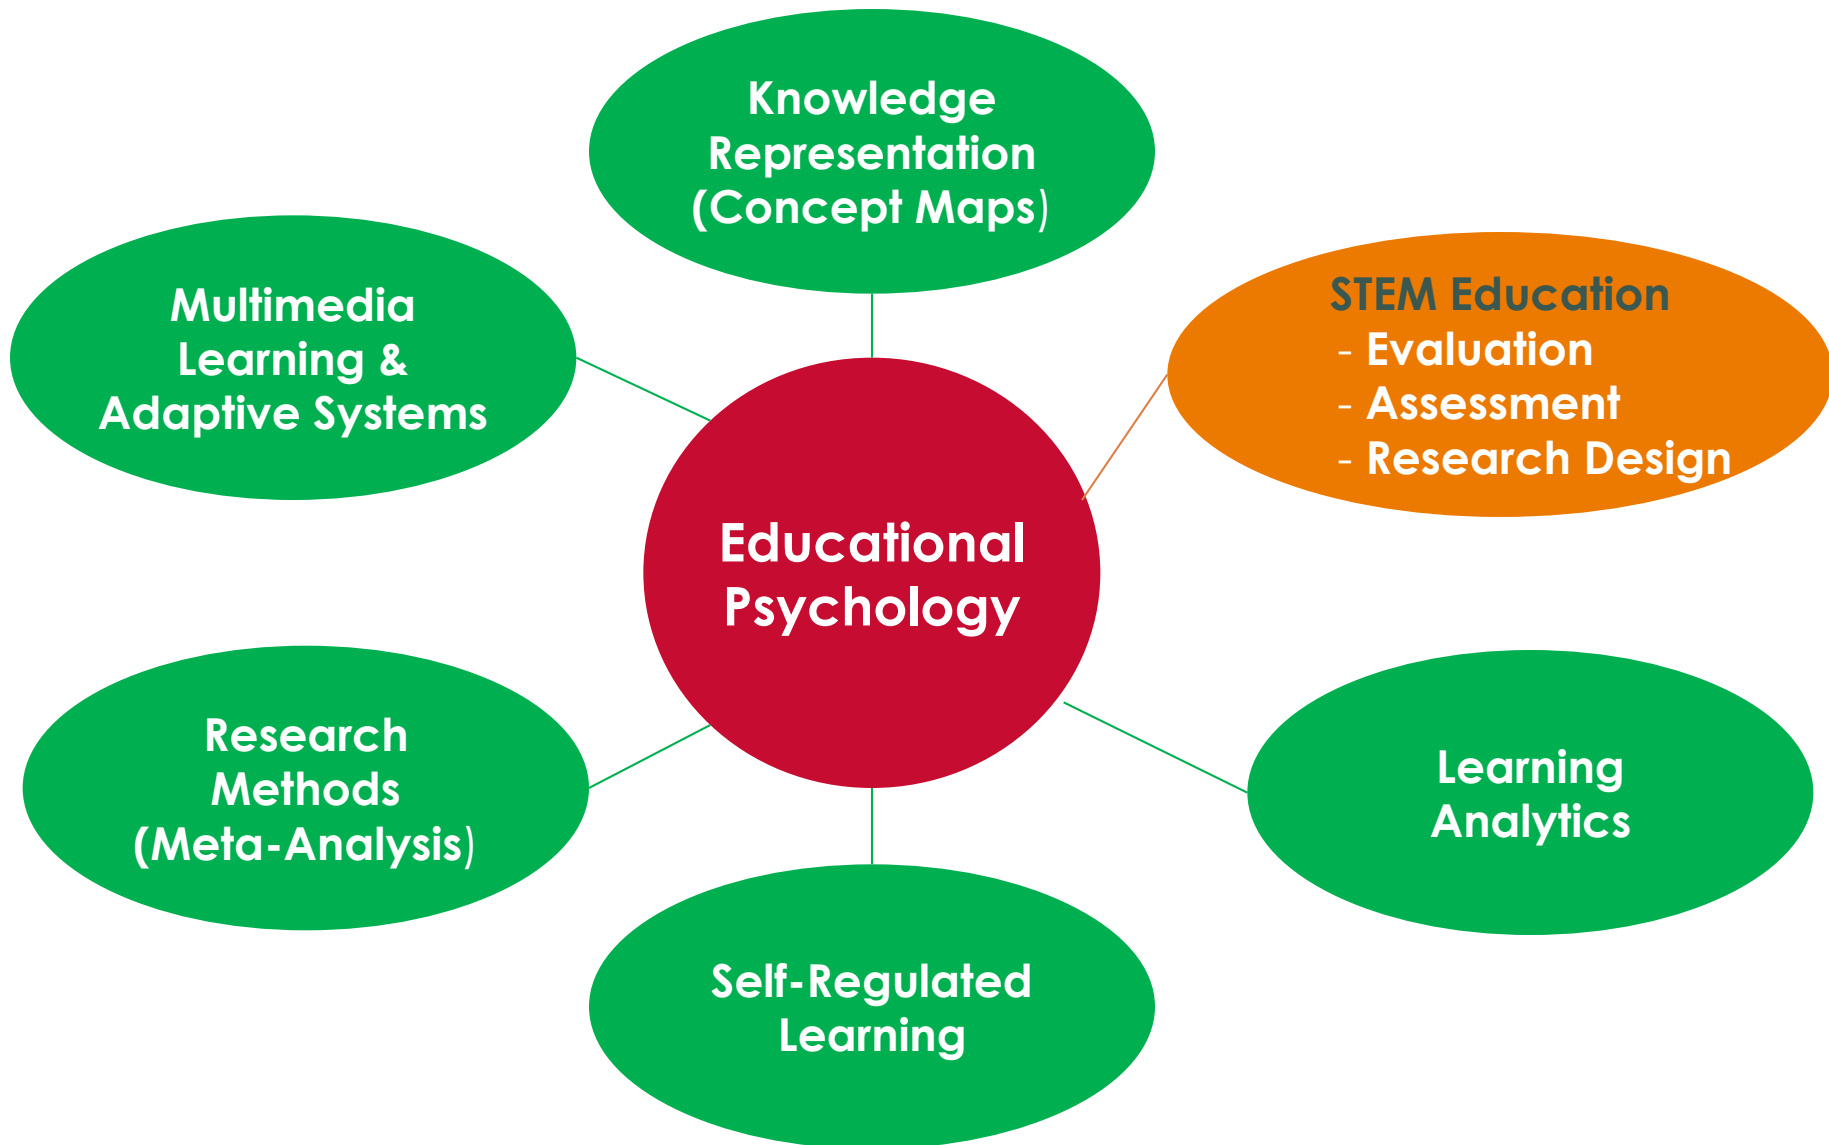 Knowledge
Representation
(Concept Maps)
Multimedia
Learning &
Adaptive Systems
STEM Education
- Evaluation
- Assessment
- Research Design
Educational
Psychology
Research
Methods
(Meta-Analysis)
Learning
Analytics
Self-Regulated
Learning